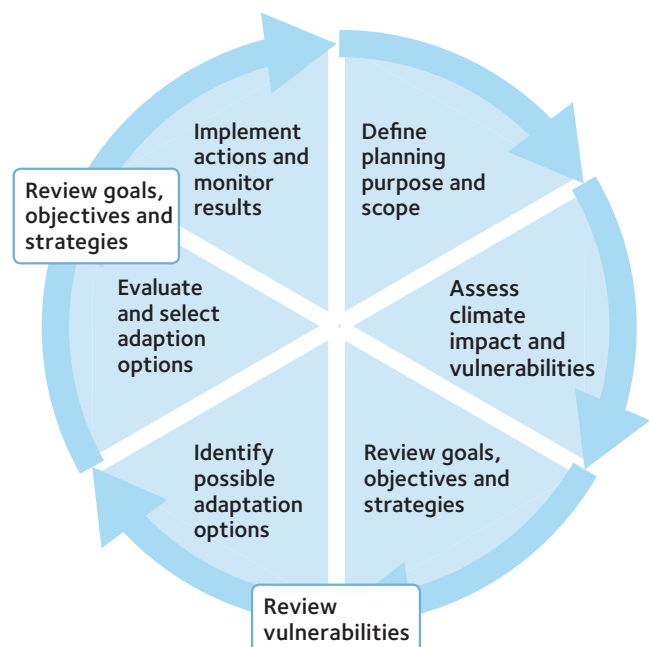 Define
planning
purpose and
scope
Assess
climate
impact and
vulnerabilities
Review goals,
objectives and
strategies
Review
vulnerabilities
Identify
possible
adaptation
options
Evaluate
and select
adaption
options
Review goals,
objectives and
strategies
Implement
actions and
monitor
results